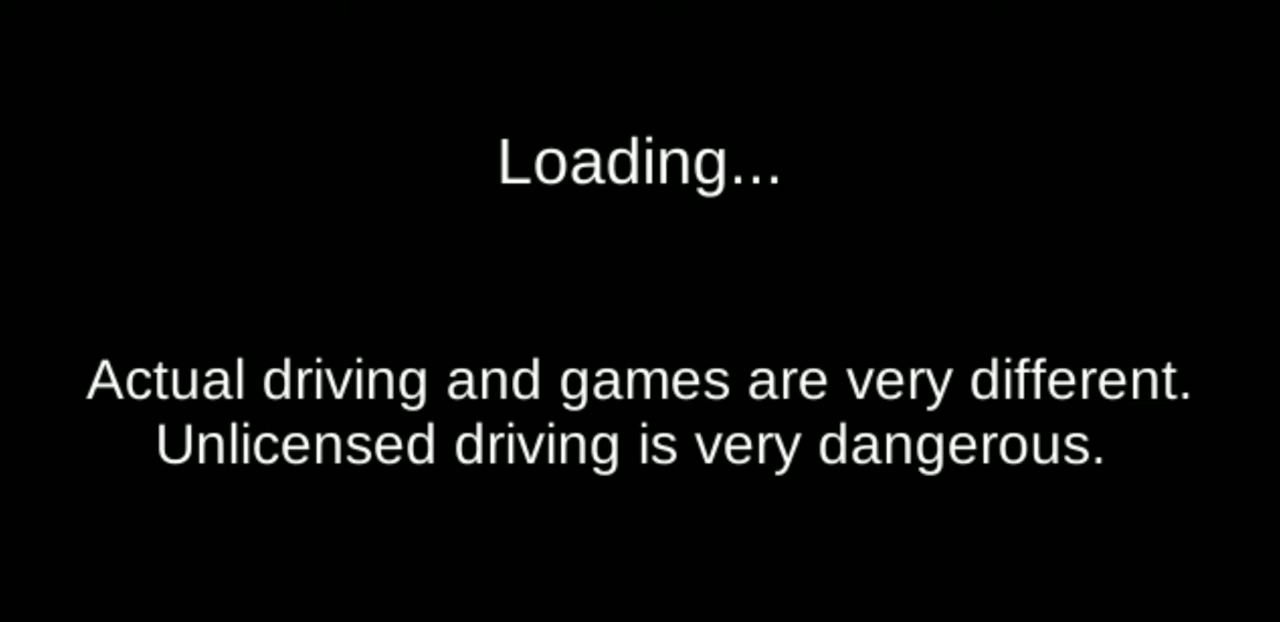 Loading...
Actual driving and games are very different.
Unlicensed driving is very dangerous.